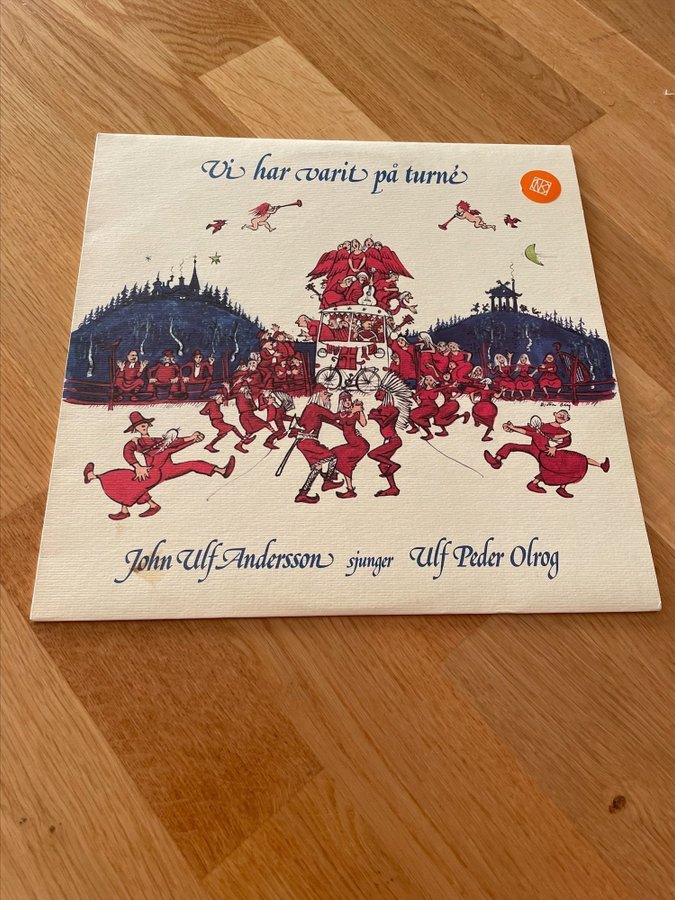 Vi har varit på turné
John Ulf Andersson sjunger Ulf Peder Olrog